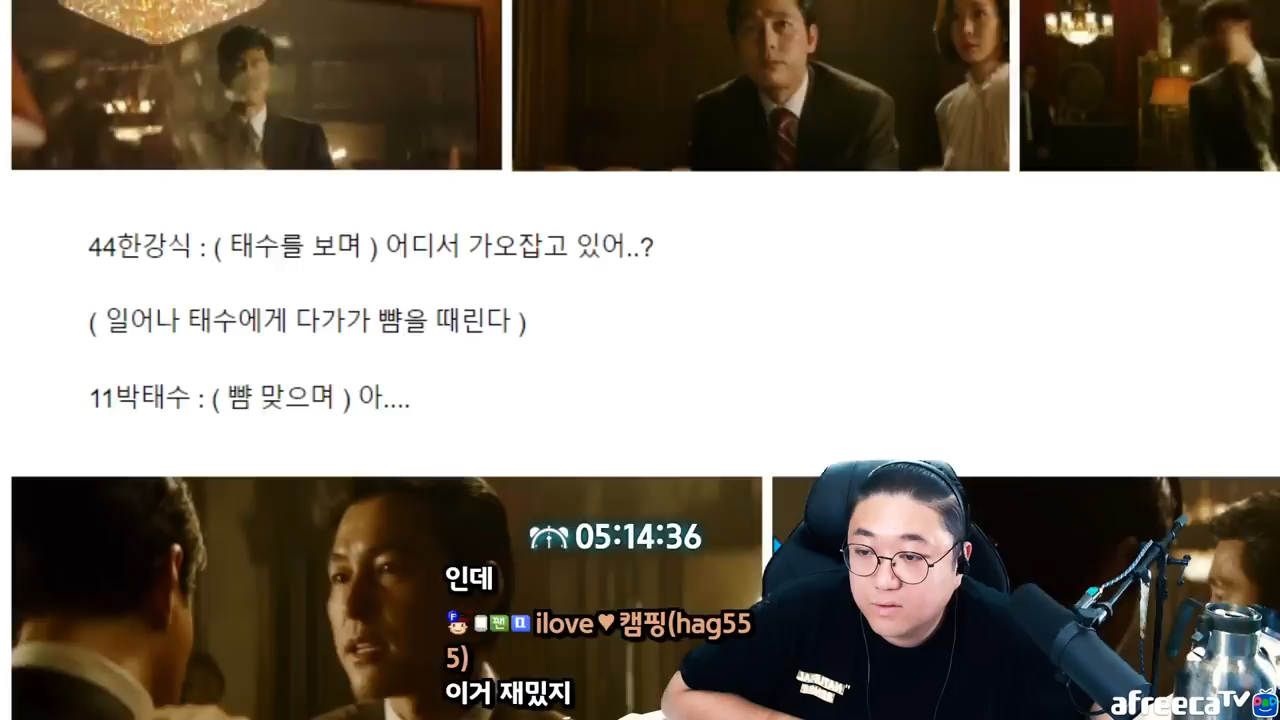 44한강식 : ( 태수를 보며 ) 어디서 가오잡고 있어..?
( 일어나 태수에게 다가가 뺨을 때린다 )
11박태수 : ( 뺨 맞으며 ) 아....
05:14:36
인데
F 팬 ilove♥캠핑(hag55
5)
이거 재밌지
afreecaTV